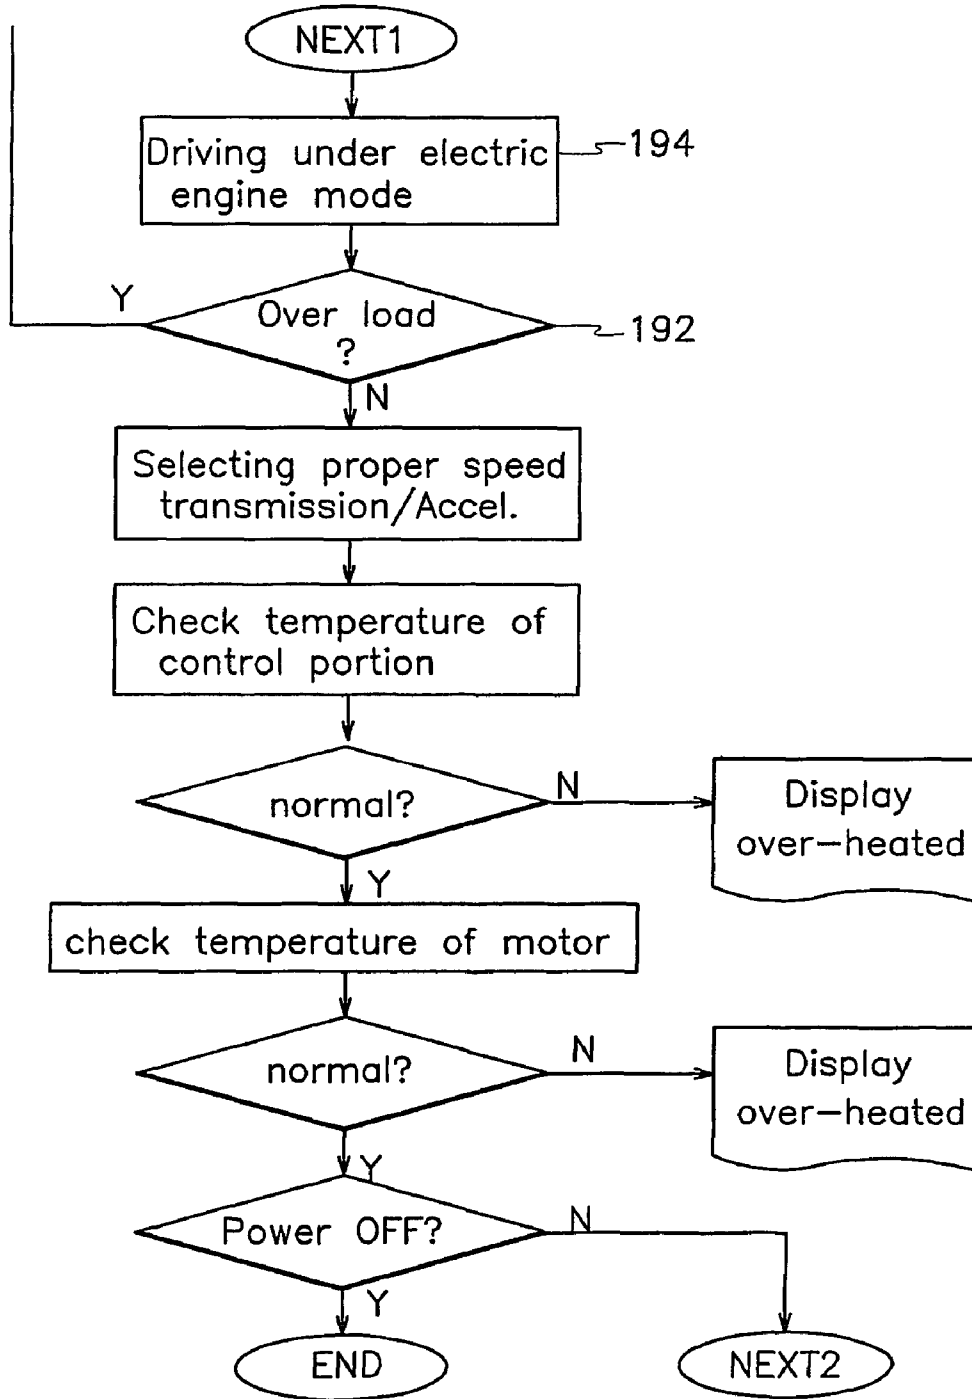 NEXT1
Driving under electric
engine mode
194
Y
Over load
?
192
N
Selecting proper speed
transmission/Accel.
Check temperature of
control portion
normal?
N
Display
over-heated
Y
check temperature of motor
normal?
N
Display
over-heated
Y
Power OFF?
N
Y
END
NEXT2